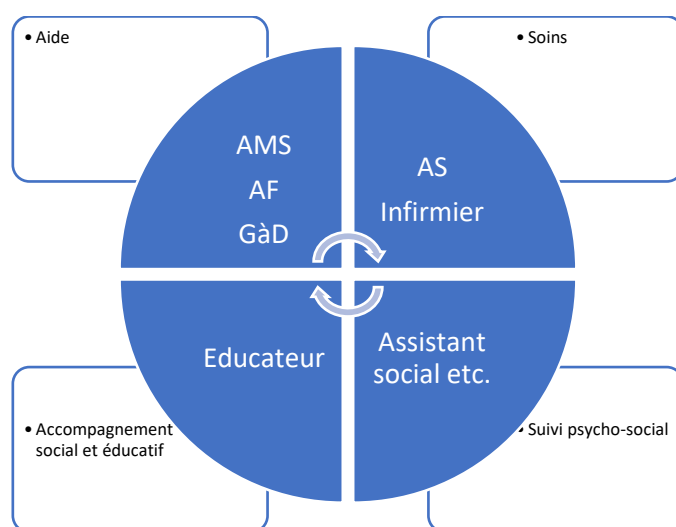 • Aide
• Soins
AMS
AF
GàD
AS
Infirmier
Educateur
Assistant
social etc.
• Accompagnement
social et éducatif
• Suivi psycho-social